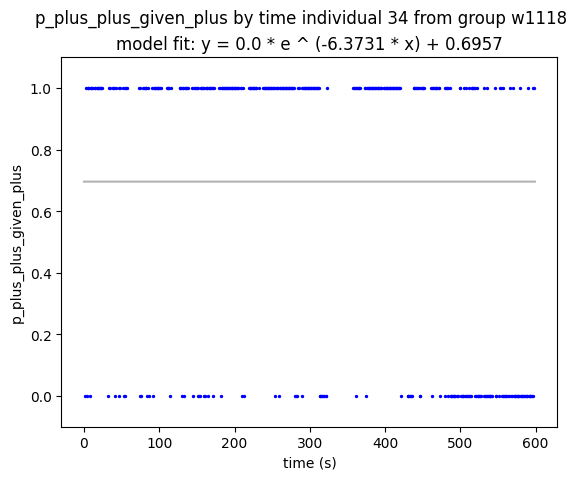 p_plus_plus_given_plus by time individual 34 from group w1118
model fit: y = 0.0 * e ^ (-6.3731 * x) + 0.6957
p_plus_plus_given_plus
1.0
0.8
0.6
0.4
0.2
0.0
0 100 200 300 400 500 600
time (s)